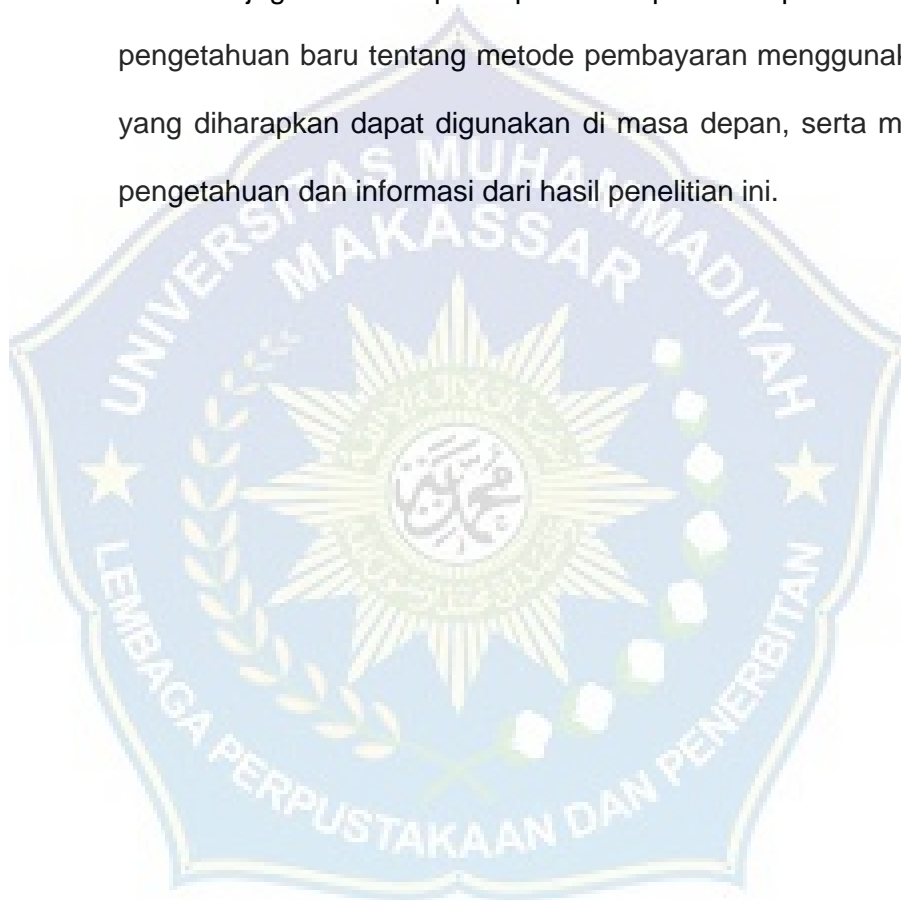 pengetahuan baru tentang metode pembayaran menggunak
yang diharapkan dapat digunakan di masa depan, serta m
pengetahuan dan informasi dari hasil penelitian ini.
UNIVERSITAS MUHAMMADIYAH
MAKASSAR
LEMBAGA PERPUSTAKAAN DAN PENERBITAN